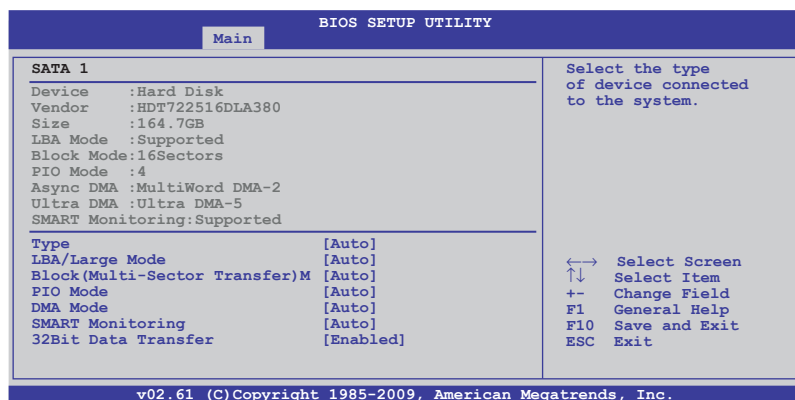 BIOS SETUP UTILITY
Main
SATA 1
Device :Hard Disk
Vendor :HDT722516DLA380
Size :164.7GB
LBA Mode :Supported
Block Mode:16Sectors
PIO Mode :4
Async DMA :MultiWord DMA-2
Ultra DMA :Ultra DMA-5
SMART Monitoring:Supported
Type [Auto]
LBA/Large Mode [Auto]
Block(Multi-Sector Transfer)M [Auto]
PIO Mode [Auto]
DMA Mode [Auto]
SMART Monitoring [Auto]
32Bit Data Transfer [Enabled]
Select the type
of device connected
to the system.
←→ Select Screen
↑↓ Select Item
+- Change Field
F1 General Help
F10 Save and Exit
ESC Exit
v02.61 (C)Copyright 1985-2009, American Megatrends, Inc.